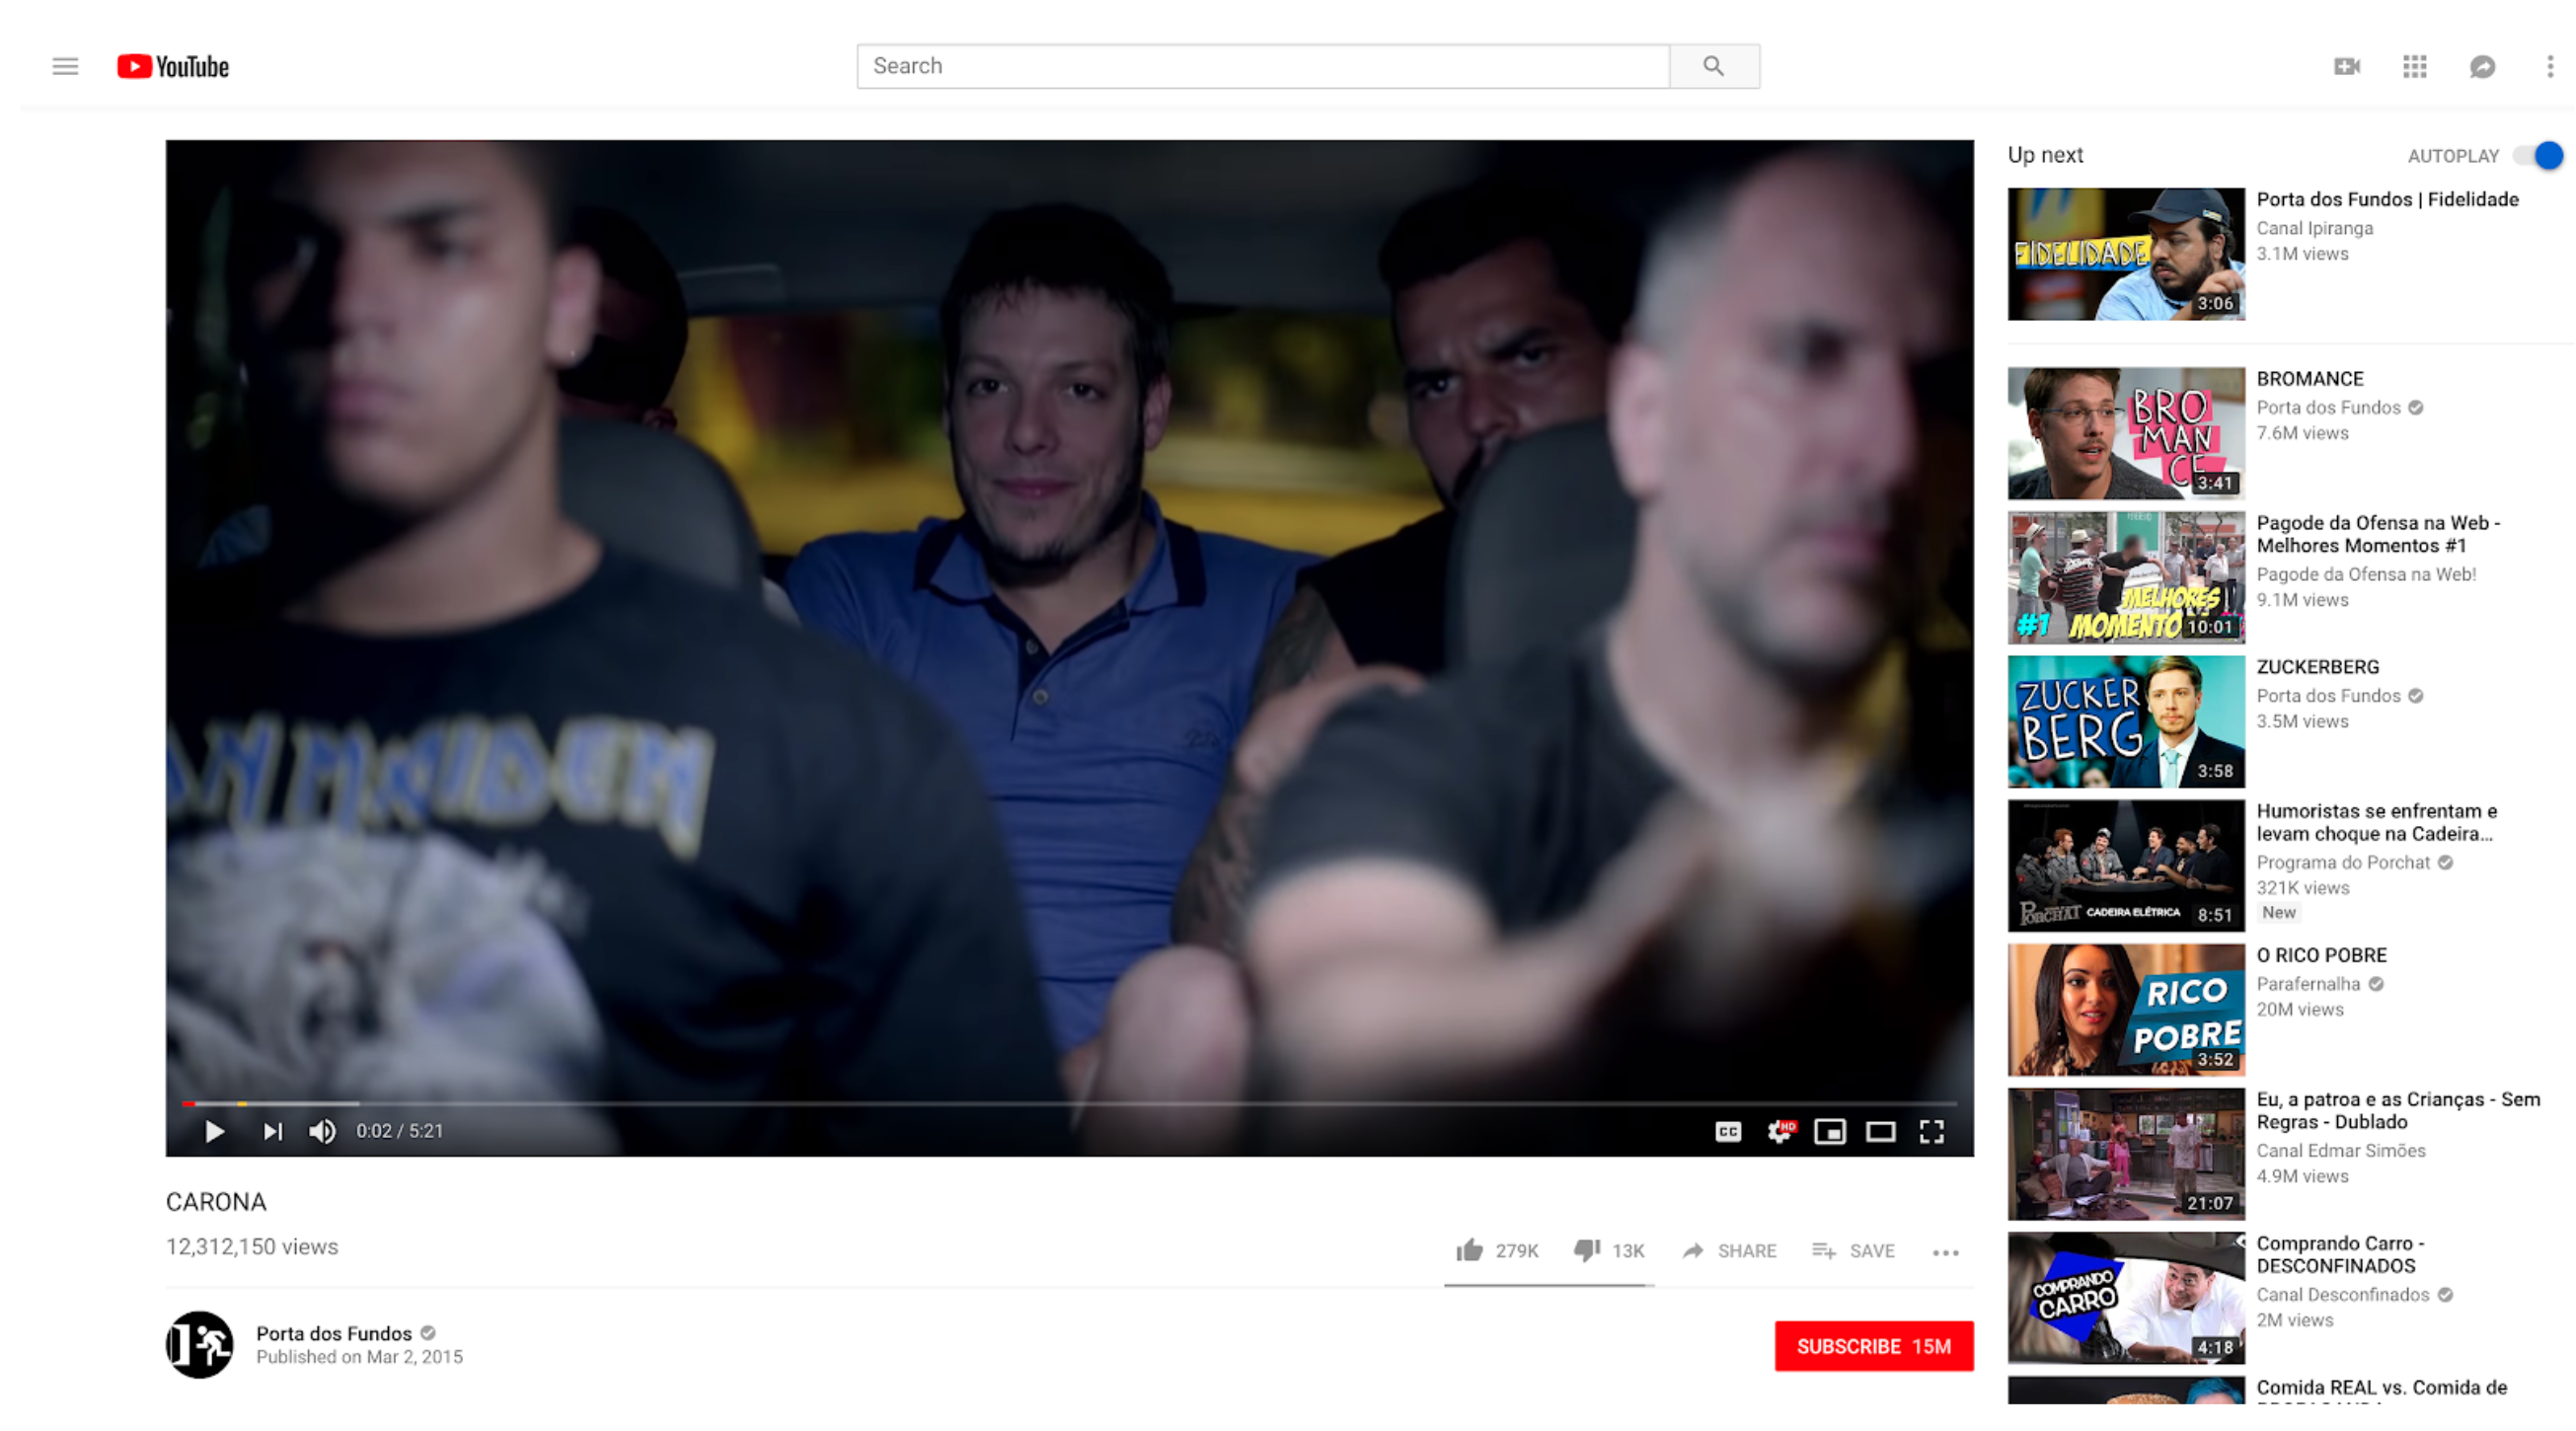 YouTube
Search
AN MAIDEN
0:02 / 5:21
CC
HD
CARONA
12,312,150 views
279K
13K
SHARE
SAVE
Porta dos Fundos
Published on Mar 2, 2015
SUBSCRIBE 15M
Up next
AUTOPLAY
FIDELIDADE
3:06
Porta dos Fundos | Fidelidade
Canal Ipiranga
3.1M views
BRO
MAN
CE
3:41
BROMANCE
Porta dos Fundos
7.6M views
MELHORES
#1 MOMENTO
10:01
Pagode da Ofensa na Web -
Melhores Momentos #1
Pagode da Ofensa na Web!
9.1M views
ZUCKER
BERG
3:58
ZUCKERBERG
Porta dos Fundos
3.5M views
PORCHAT CADEIRA ELÉTRICA
8:51
Humoristas se enfrentam e
levam choque na Cadeira...
Programa do Porchat
321K views
New
RICO
POBRE
3:52
O RICO POBRE
Parafernalha
20M views
21:07
Eu, a patroa e as Crianças - Sem
Regras - Dublado
Canal Edmar Simões
4.9M views
COMPRANDO
CARRO
4:18
Comprando Carro -
DESCONFINADOS
Canal Desconfinados
2M views
Comida REAL vs. Comida de